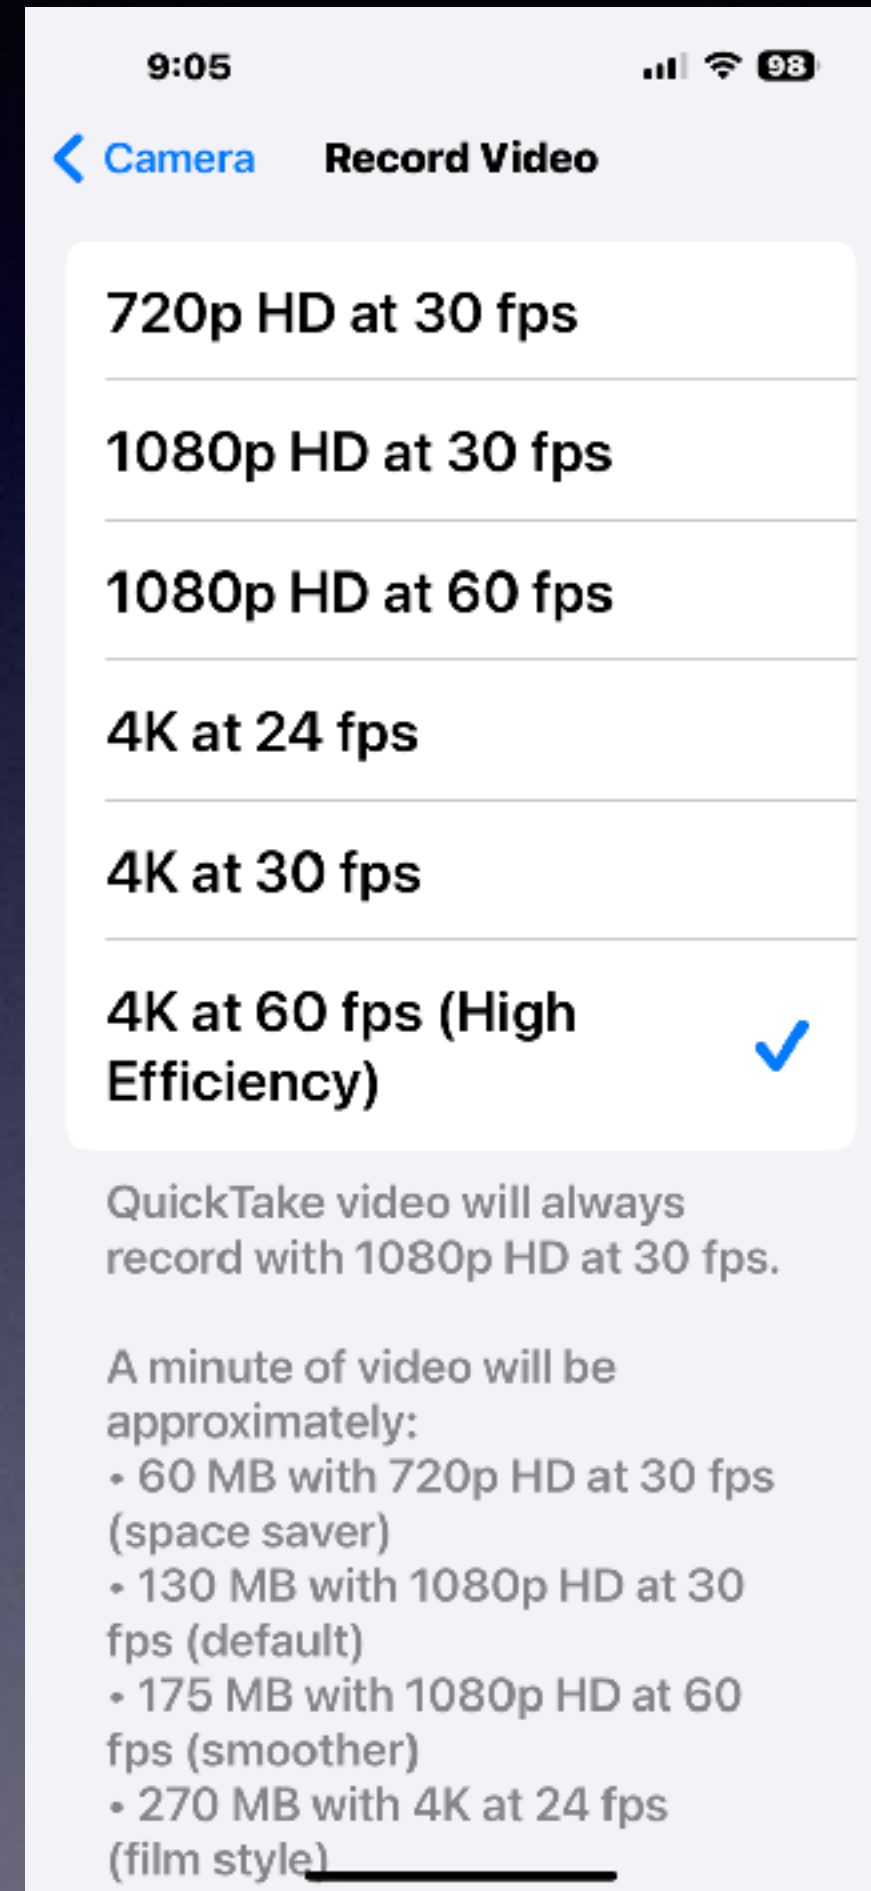 9:05
98
Camera
Record Video
720p HD at 30 fps
1080p HD at 30 fps
1080p HD at 60 fps
4K at 24 fps
4K at 30 fps
4K at 60 fps (High
Efficiency)
QuickTake video will always
record with 1080p HD at 30 fps.
A minute of video will be
approximately:
• 60 MB with 720p HD at 30 fps
(space saver)
• 130 MB with 1080p HD at 30
fps (default)
• 175 MB with 1080p HD at 60
fps (smoother)
• 270 MB with 4K at 24 fps
(film style)